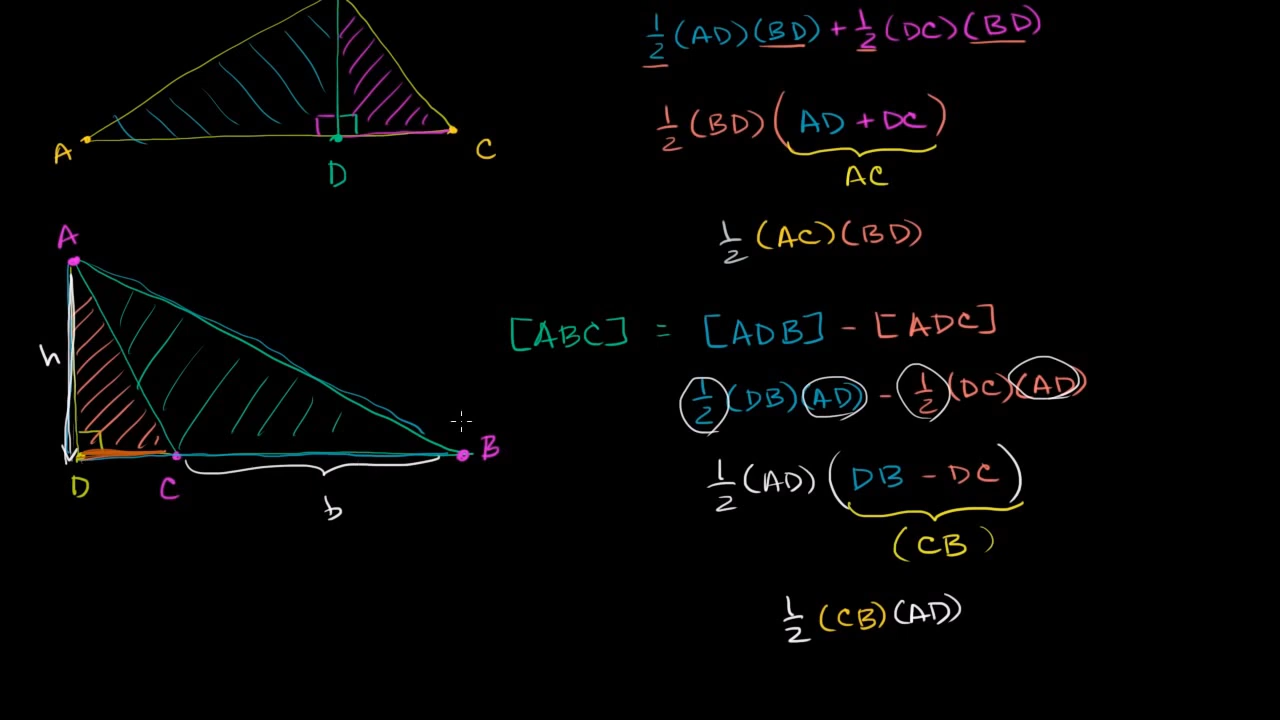 A
C
D
½(AD)(BD) + ½(DC)(BD)
½(BD)(AD + DC)
AC
½(AC)(BD)
A
h
D
C
B
b
[ABC] = [ADB] - [ADC]
½(DB)(AD) - ½(DC)(AD)
½(AD)(DB - DC)
(CB)
½(CB)(AD)